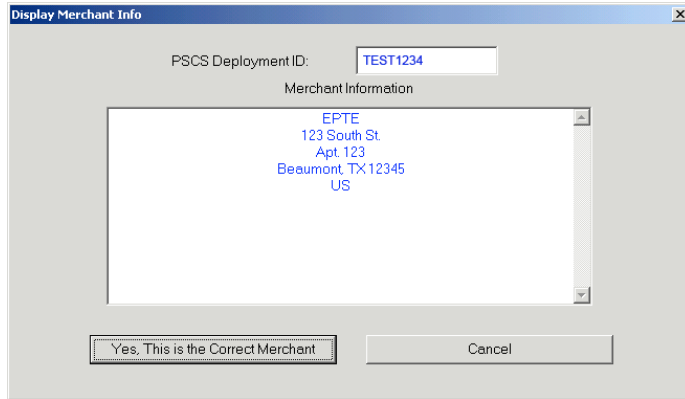 Display Merchant Info
PSCS Deployment ID: TEST1234
Merchant Information
EPTE
123 South St.
Apt. 123
Beaumont, TX 12345
US
Yes, This is the Correct Merchant Cancel